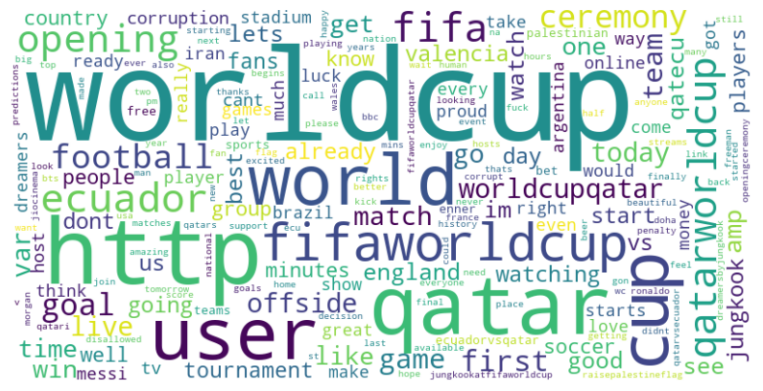 country
corruption
stadium
fifa
ceremony
opening
lets
get
take
palestinian
starting
next
playing
years
happy
nation
na
still
iran
fans
know
valencia
one
way
many
big
top
ready
ever
also
luck
wait
human
hours
online
got
predictions
made
really
cant
much
watch
team
qatecu
players
worldcup
two
pm
free
thanks
begins
call
wales
looking
fuck
anyone
year
let
games
please
bbc
every
proud
argentina
event
half
football
play
flag
fifaworldcupqatar
come
today
streams
dreamers
look
bts
man
sports
fan
already
enjoy
hosts
link
freeman
jiocinema
people
player
best
excited
mins
go
day
thats
bet
would
finally
started
openingceremony
ecuador
new
rights
better
world
corrupt
beautiful
back
want
usa
group
kick
never
worldcupqatar
doha
qatarworldcup
dont
matches
qatars
brazil
history
match
enner
im
right
start
penalty
money
yar
host
http
support
ecu
france
even
vs
amp
us
amazing
national
fifaworldcup
could
beer
cup
feel
join
minutes
england
watching
gon
dreamersbyjungkook
think
tomorrow
score
goals
home
everyone
need
wc
ronaldo
morgan
goal
going
teams
offside
show
final
place
starts
getting
didnt
jungkook
qatari
live
user
decision
great
qatar
love
qatarvsecuador
time
well
disallowed
like
game
ecuadorvsqatar
first
soccer
good
see
win
messi
tv
tournament
st
last
available
make
hope
jungkookatfifaworldcup
raisepalestineflag